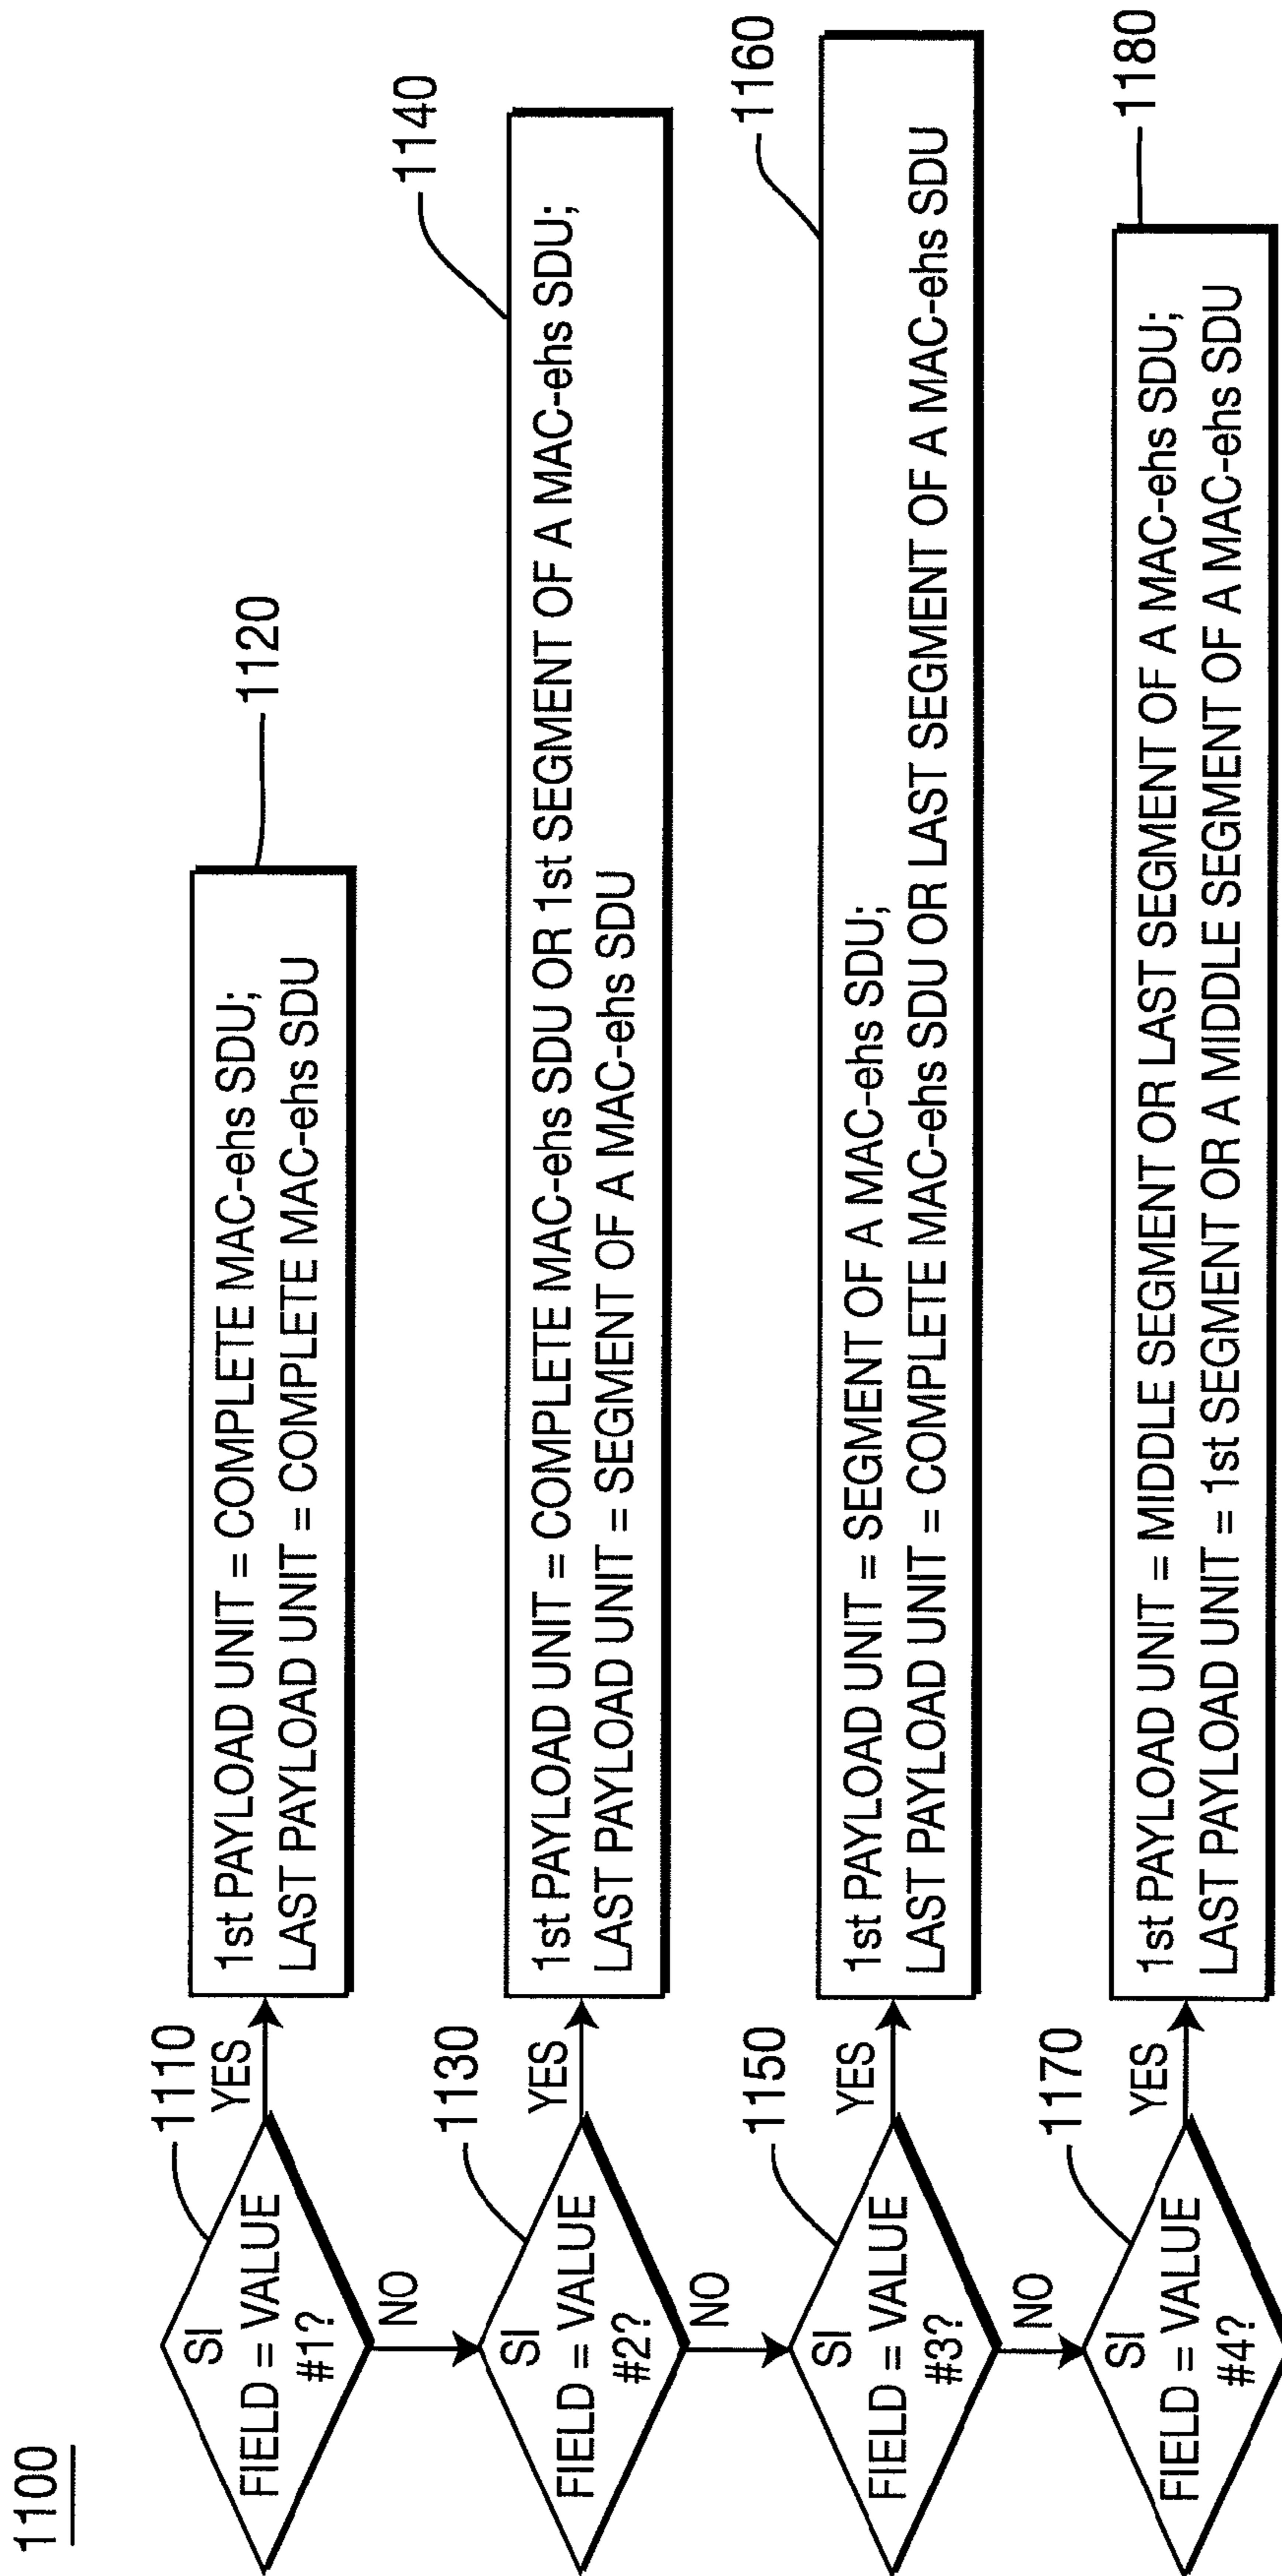 1100
1110
SI
FIELD = VALUE
#1?
YES
1120
1st PAYLOAD UNIT = COMPLETE MAC-ehs SDU;
LAST PAYLOAD UNIT = COMPLETE MAC-ehs SDU
NO
1130
SI
FIELD = VALUE
#2?
YES
1140
1st PAYLOAD UNIT = COMPLETE MAC-ehs SDU OR 1st SEGMENT OF A MAC-ehs SDU;
LAST PAYLOAD UNIT = SEGMENT OF A MAC-ehs SDU
NO
1150
SI
FIELD = VALUE
#3?
YES
1160
1st PAYLOAD UNIT = SEGMENT OF A MAC-ehs SDU;
LAST PAYLOAD UNIT = COMPLETE MAC-ehs SDU OR LAST SEGMENT OF A MAC-ehs SDU
NO
1170
SI
FIELD = VALUE
#4?
YES
1180
1st PAYLOAD UNIT = MIDDLE SEGMENT OR LAST SEGMENT OF A MAC-ehs SDU;
LAST PAYLOAD UNIT = 1st SEGMENT OR A MIDDLE SEGMENT OF A MAC-ehs SDU